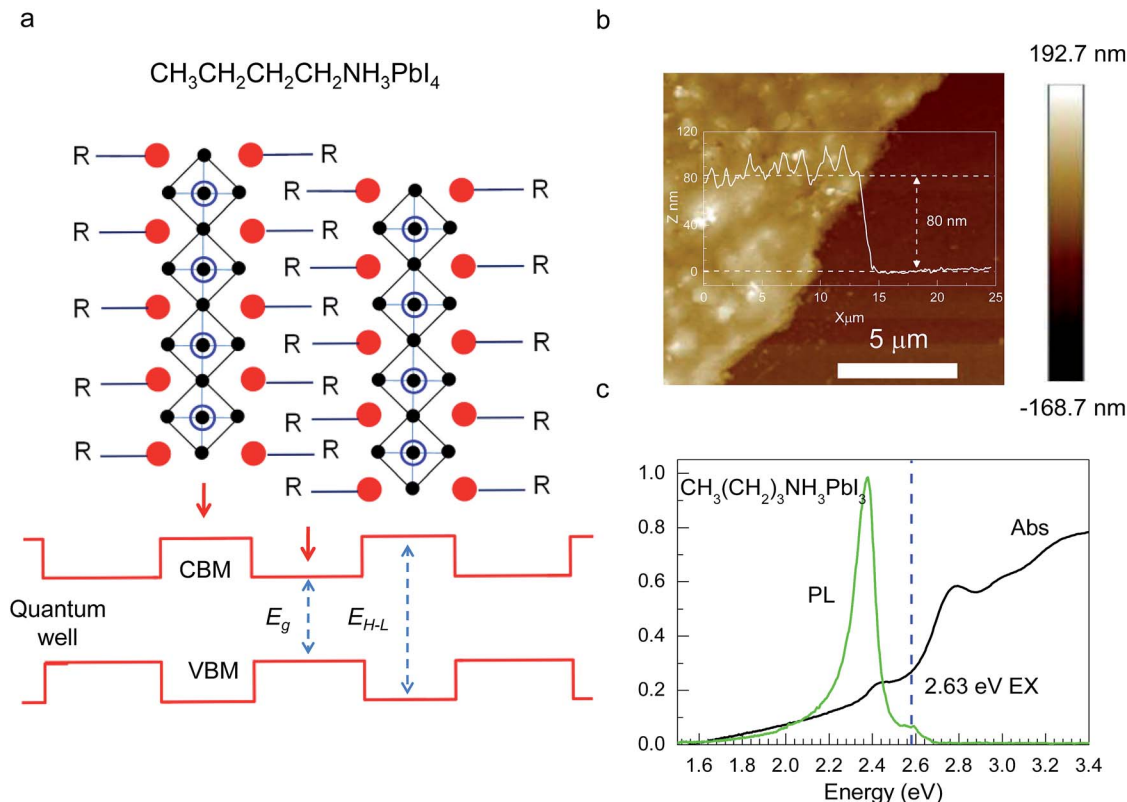 a
CH₃CH₂CH₂CH₂NH₃PbI₄
R R
R R
R R
R R
R R
R R
R R
R R
R R
R R
CBM
Quantum
well
E_g
E_H-L
VBM
b
192.7 nm
120
80
40
0
Z nm
80 nm
0 5 10 15 20 25
Xμm
5 μm
-168.7 nm
c
1.0
0.8
0.6
0.4
0.2
0.0
CH₃(CH₂)₃NH₃PbI₃
Abs
PL
2.63 eV EX
1.6 1.8 2.0 2.2 2.4 2.6 2.8 3.0 3.2 3.4
Energy (eV)